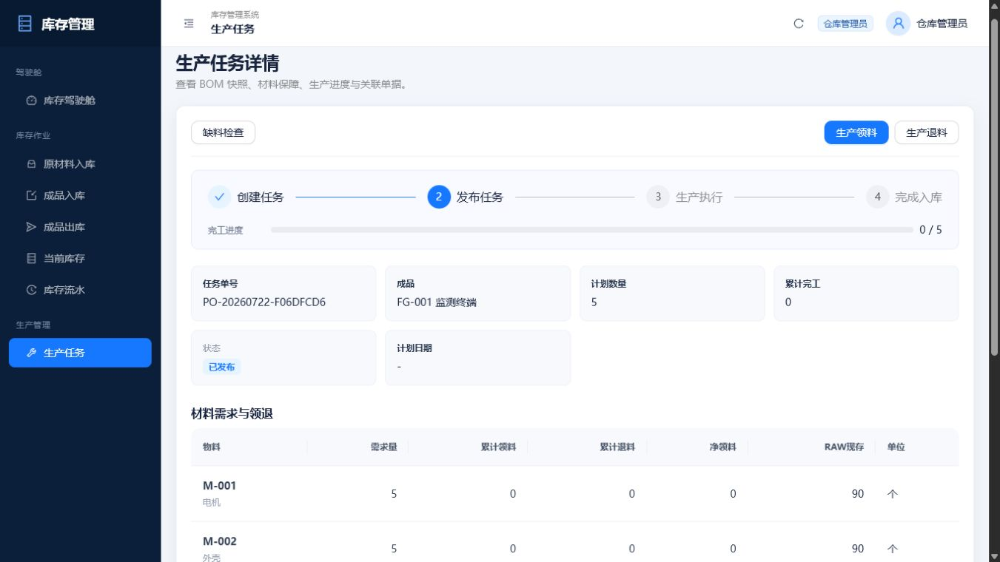 库存管理
驾驶舱
库存驾驶舱
库存作业
原材料入库
成品入库
成品出库
当前库存
库存流水
生产管理
生产任务
库存管理系统
生产任务
仓库管理员
仓库管理员
生产任务详情
查看 BOM 快照、材料保障、生产进度与关联单据。
缺料检查
生产领料
生产退料
创建任务
2 发布任务
3 生产执行
4 完成入库
完工进度
0 / 5
任务单号
PO-20260722-F06DFCD6
成品
FG-001 监测终端
计划数量
5
累计完工
0
状态
已发布
计划日期
-
材料需求与领退
物料 需求量 累计领料 累计退料 净领料 RAW现存 单位
M-001
电机
5 0 0 0 90 个
M-002
外壳
5 0 0 0 90 个